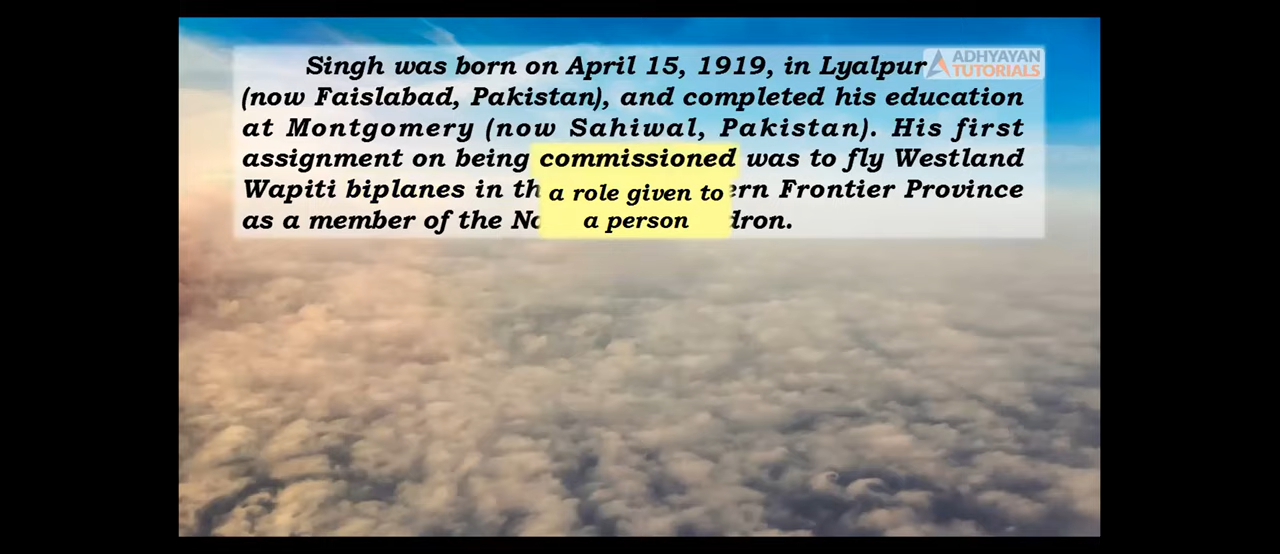 Singh was born on April 15, 1919, in Lyalpur
(now Faislabad, Pakistan), and completed his education
at Montgomery (now Sahiwal, Pakistan). His first
assignment on being commissioned was to fly Westland
Wapiti biplanes in th ern Frontier Province
as a member of the No dron.
a role given to
a person
ADHYAYAN
TUTORIALS